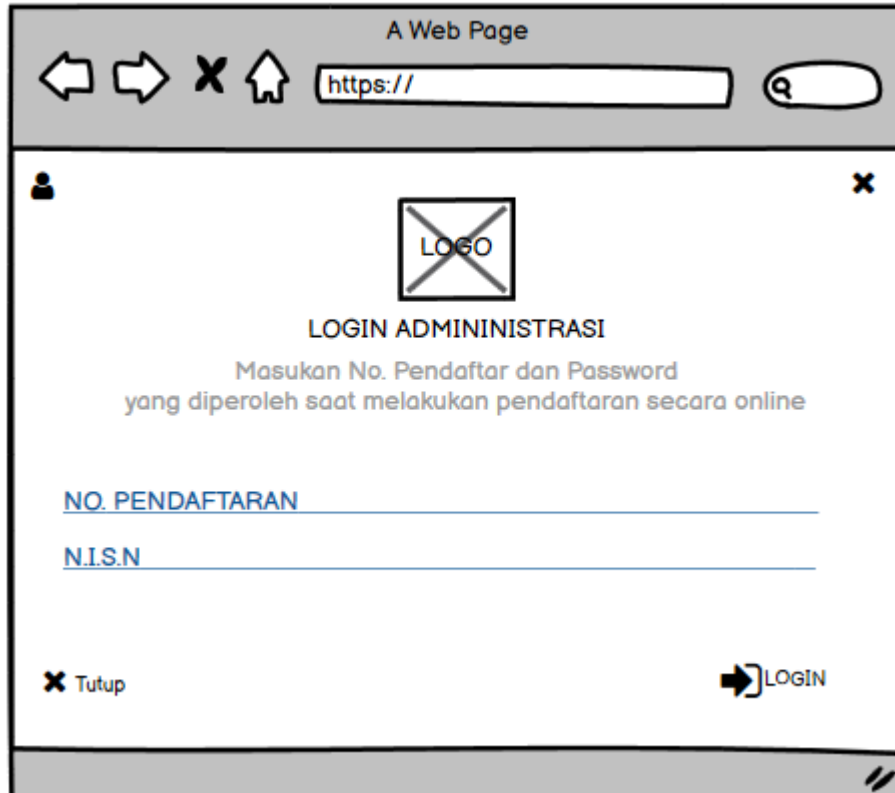 A Web Page
https://
LOGO
LOGIN ADMININISTRASI
Masukan No. Pendaftar dan Password
yang diperoleh saat melakukan pendaftaran secara online
NO. PENDAFTARAN
N.I.S.N
Tutup
LOGIN